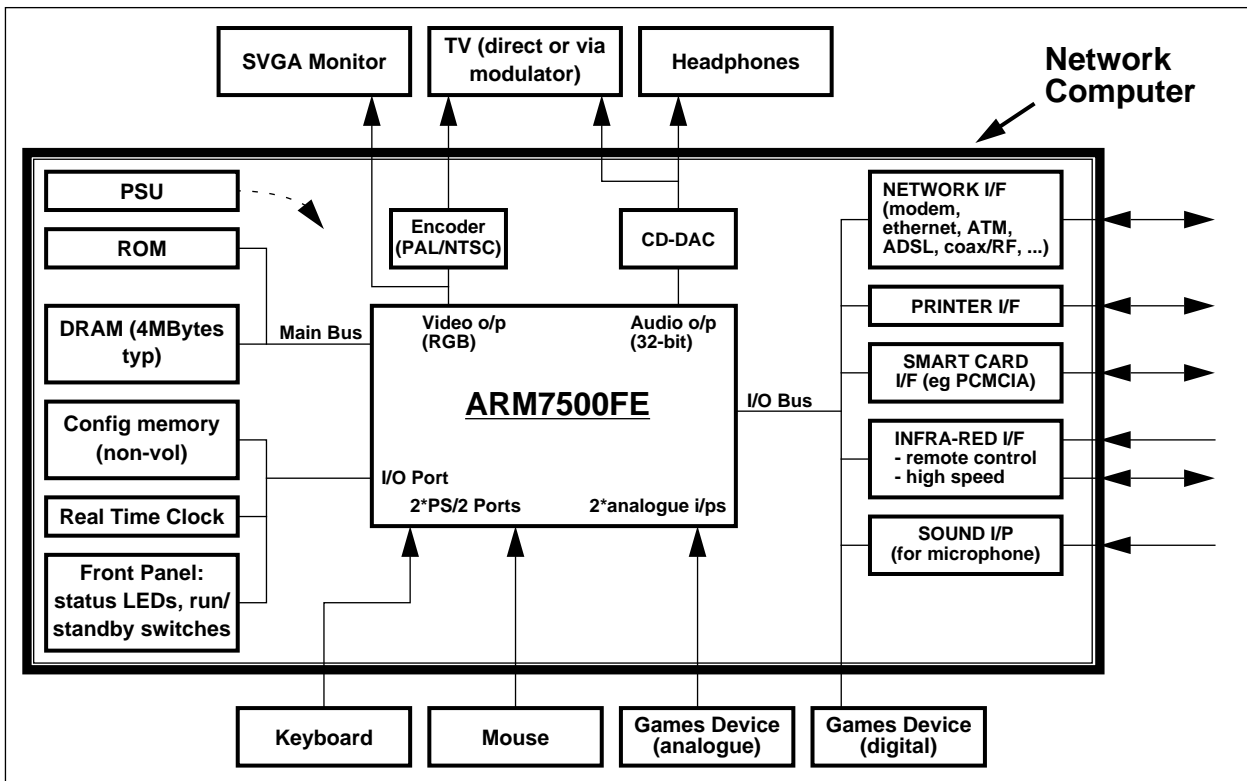 SVGA Monitor
TV (direct or via
modulator)
Headphones
Network
Computer
PSU
ROM
DRAM (4MBytes
typ)
Config memory
(non-vol)
Real Time Clock
Front Panel:
status LEDs, run/
standby switches
Main Bus
I/O Port
Encoder
(PAL/NTSC)
CD-DAC
Video o/p
(RGB)
Audio o/p
(32-bit)
ARM7500FE
2*PS/2 Ports
2*analogue i/ps
I/O Bus
NETWORK I/F
(modem,
ethernet, ATM,
ADSL, coax/RF, ...)
PRINTER I/F
SMART CARD
I/F (eg PCMCIA)
INFRA-RED I/F
- remote control
- high speed
SOUND I/P
(for microphone)
Keyboard
Mouse
Games Device
(analogue)
Games Device
(digital)